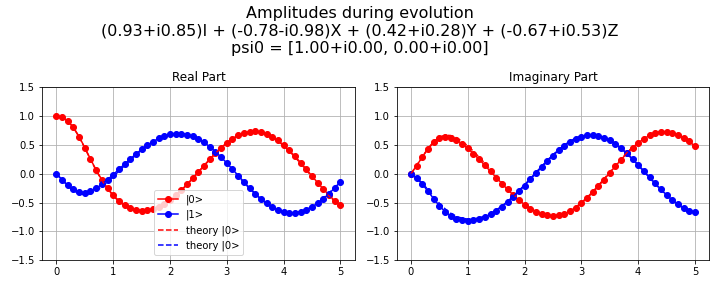 Amplitudes during evolution
(0.93+i0.85)I + (-0.78-i0.98)X + (0.42+i0.28)Y + (-0.67+i0.53)Z
psi0 = [1.00+i0.00, 0.00+i0.00]
Real Part
1.5
1.0
0.5
0.0
−0.5
−1.0
−1.5
0 1 2 3 4 5
|0>
|1>
theory |0>
theory |0>
Imaginary Part
1.5
1.0
0.5
0.0
−0.5
−1.0
−1.5
0 1 2 3 4 5